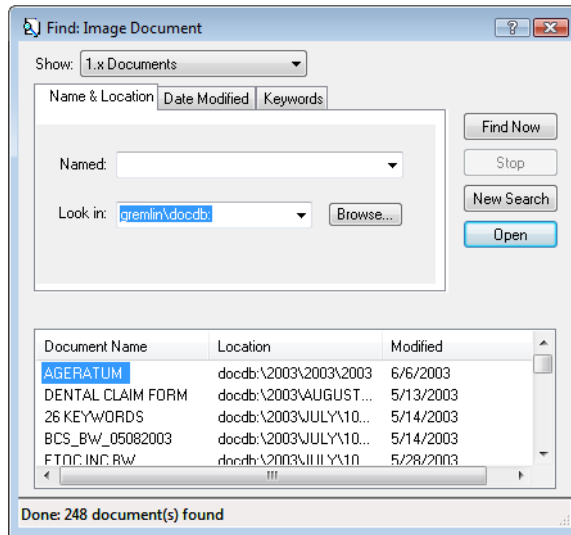 Find: Image Document
Show: 1.x Documents
Name & Location Date Modified Keywords
Find Now
Named:
Stop
New Search
Look in: gremlin\docdb: Browse...
Open
Document Name Location Modified
AGERATUM docdb:\2003\2003\2003 6/6/2003
DENTAL CLAIM FORM docdb:\2003\AUGUST... 5/13/2003
26 KEYWORDS docdb:\2003\JULY\10... 5/14/2003
BCS_BW_05082003 docdb:\2003\JULY\10... 5/14/2003
ETOC INC BW docdb:\2003\JULY\10 5/28/2003
Done: 248 document(s) found